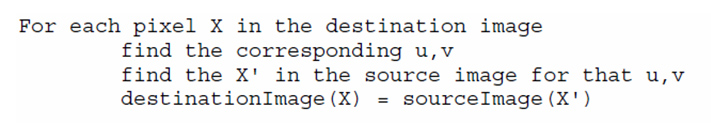 For each pixel X in the destination image
find the corresponding u,v
find the X' in the source image for that u,v
destinationImage(X) = sourceImage(X')